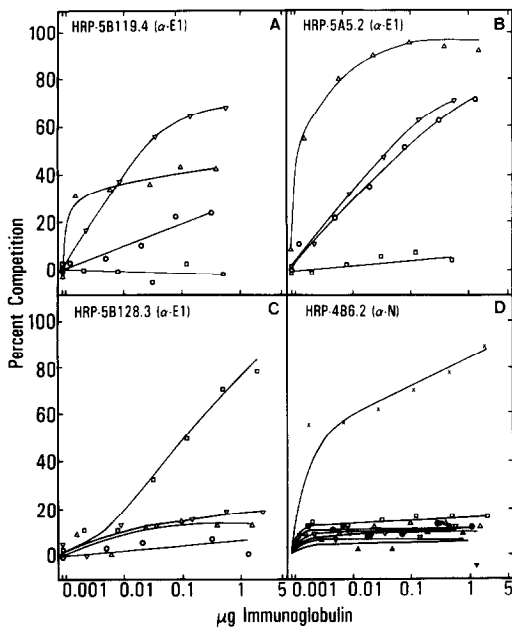 HRP-5B119.4 (α-E1) A
HRP-5A5.2 (α-E1) B
100
80
60
40
20
0
HRP-5B128.3 (α-E1) C
HRP-486.2 (α-N) D
100
80
60
40
20
0
Percent Competition
0.001 0.01 0.1 1 5
0.001 0.01 0.1 1 5
μg Immunoglobulin